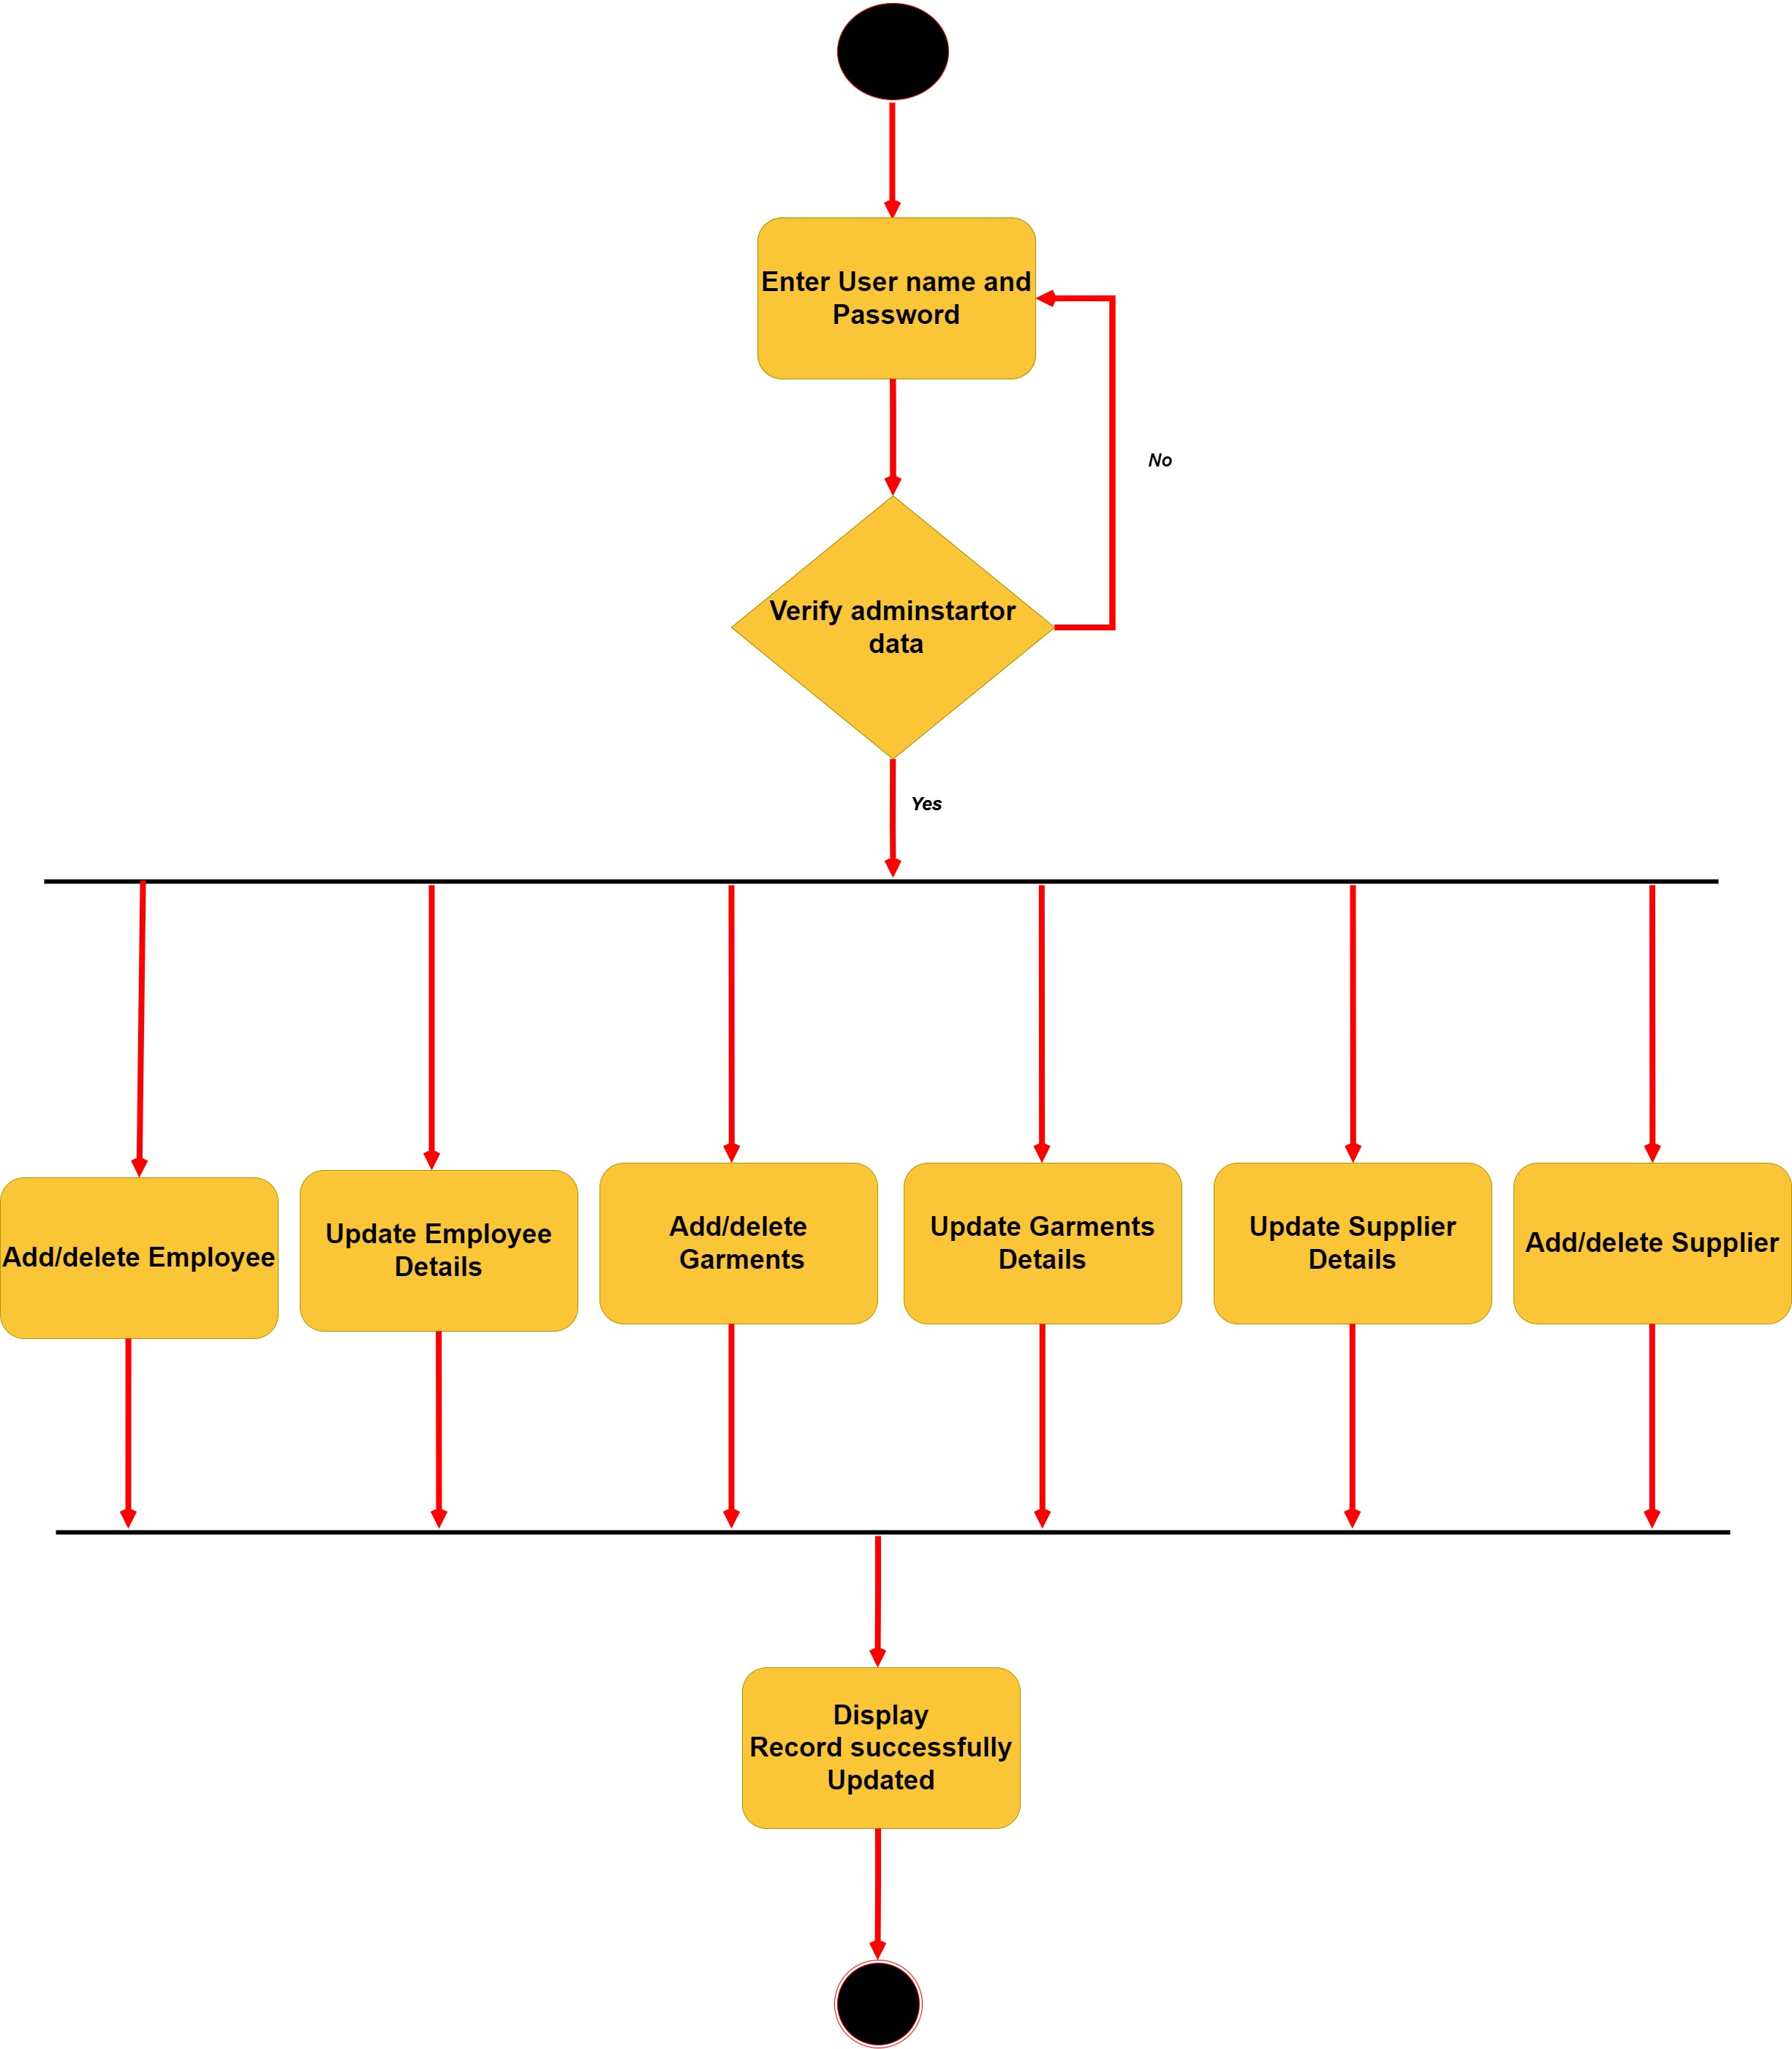 Enter User name and
Password
No
Verify adminstartor
data
Yes
Add/delete Employee
Update Employee
Details
Add/delete
Garments
Update Garments
Details
Update Supplier
Details
Add/delete Supplier
Display
Record successfully
Updated